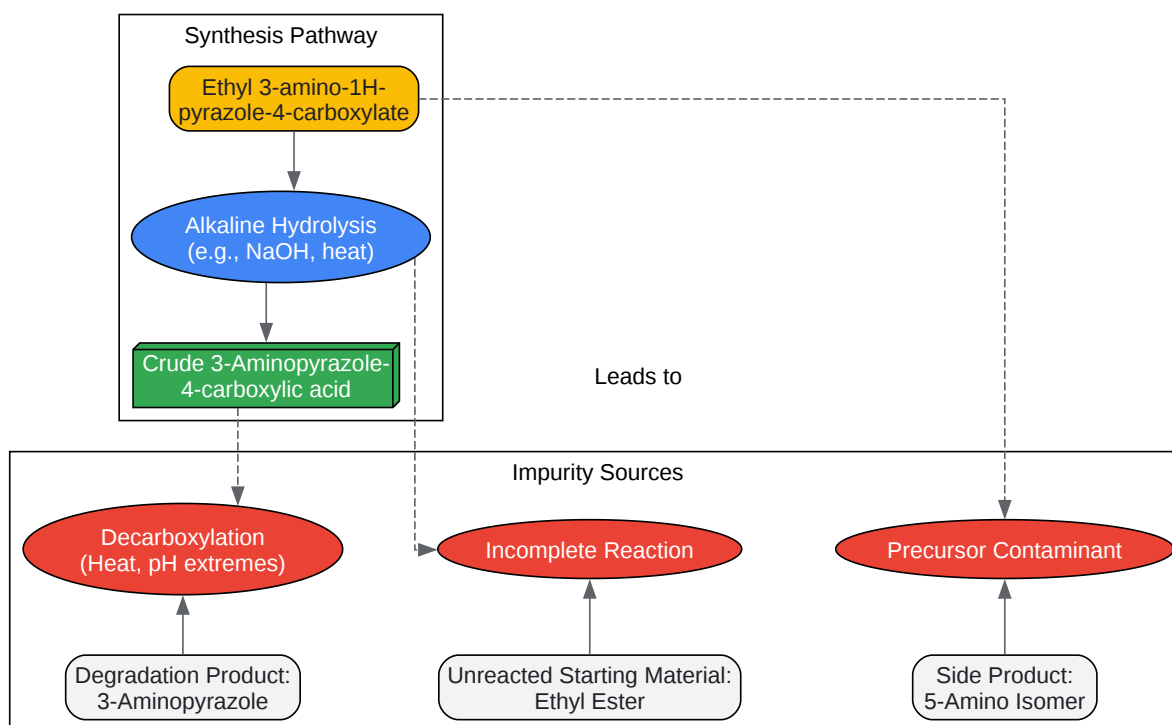 Synthesis Pathway
Ethyl 3-amino-1H-
pyrazole-4-carboxylate
Alkaline Hydrolysis
(e.g., NaOH, heat)
Crude 3-Aminopyrazole-
4-carboxylic acid
Leads to
Impurity Sources
Decarboxylation
(Heat, pH extremes)
Incomplete Reaction
Precursor Contaminant
Degradation Product:
3-Aminopyrazole
Unreacted Starting Material:
Ethyl Ester
Side Product:
5-Amino Isomer